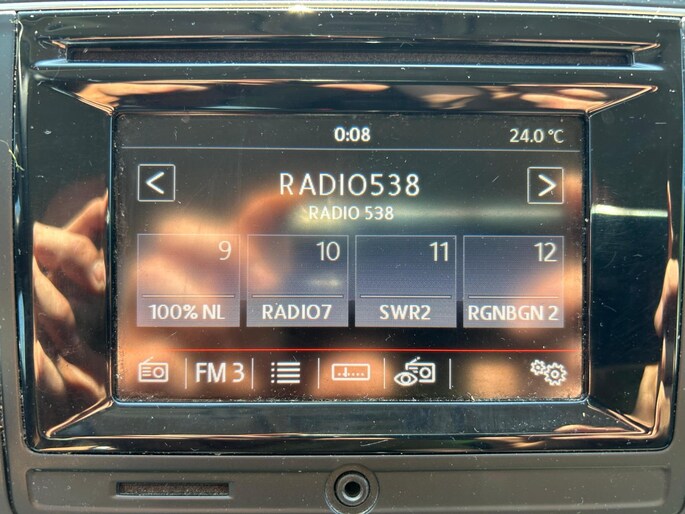 0:08 24.0 °C
< RADIO538 >
RADIO 538
9 10 11 12
100% NL RADIO7 SWR2 RGNBGN 2
FM 3